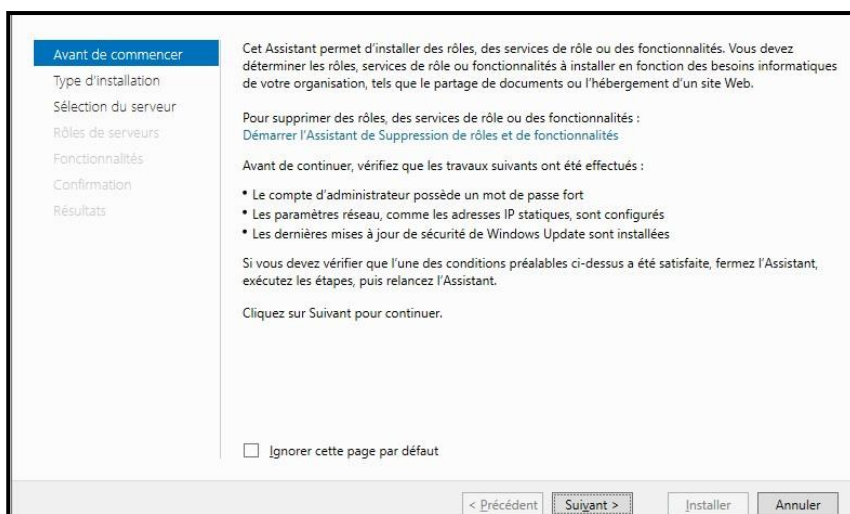 Avant de commencer
Type d'installation
Sélection du serveur
Rôles de serveurs
Fonctionnalités
Confirmation
Résultats
Cet Assistant permet d'installer des rôles, des services de rôle ou des fonctionnalités. Vous devez
déterminer les rôles, services de rôle ou fonctionnalités à installer en fonction des besoins informatiques
de votre organisation, tels que le partage de documents ou l'hébergement d'un site Web.
Pour supprimer des rôles, des services de rôle ou des fonctionnalités :
Démarrer l'Assistant de Suppression de rôles et de fonctionnalités
Avant de continuer, vérifiez que les travaux suivants ont été effectués :
• Le compte d'administrateur possède un mot de passe fort
• Les paramètres réseau, comme les adresses IP statiques, sont configurés
• Les dernières mises à jour de sécurité de Windows Update sont installées
Si vous devez vérifier que l'une des conditions préalables ci-dessus a été satisfaite, fermez l'Assistant,
exécutez les étapes, puis relancez l'Assistant.
Cliquez sur Suivant pour continuer.
Ignorer cette page par défaut
< Précédent
Suivant >
Installer
Annuler